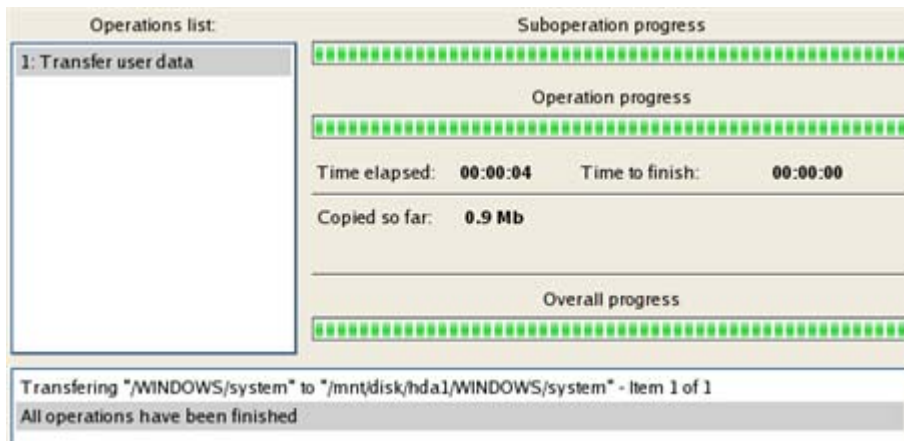 Operations list:
1: Transfer user data
Suboperation progress
Operation progress
Time elapsed: 00:00:04 Time to finish: 00:00:00
Copied so far: 0.9 Mb
Overall progress
Transfering "/WINDOWS/system" to "/mnt/disk/hda1/WINDOWS/system" - Item 1 of 1
All operations have been finished